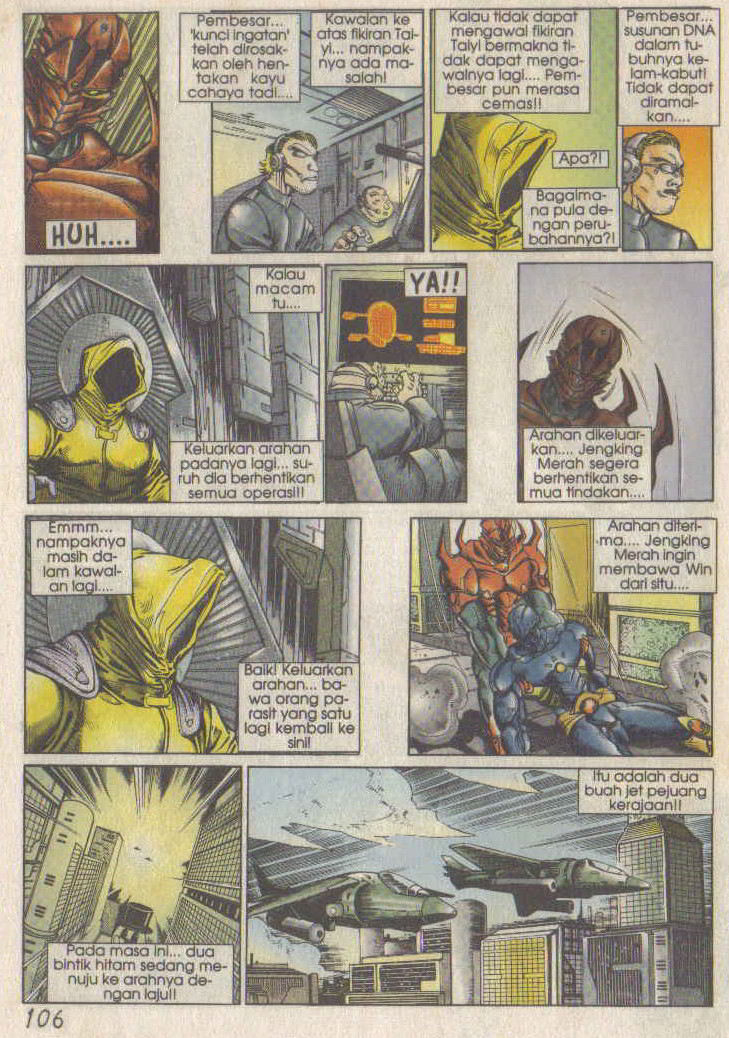 HUH....
Pembesar...
'kunci ingatan'
telah dirosak-
kan oleh hen-
takan kayu
cahaya tadi....
Kawalan ke
atas fikiran Tai-
yi... nampak-
nya ada ma-
salah!
Kalau tidak dapat
mengawal fikiran
Taiyi bermakna ti-
dak dapat menga-
walnya lagi.... Pem-
besar pun merasa
cemas!!
Apa?!
Bagaima-
na pula de-
ngan peru-
bahannya?!
Pembesar...
susunan DNA
dalam tu-
buhnya ke-
lam-kabut!
Tidak dapat
diramal-
kan....
Kalau
macam
tu....
Keluarkan arahan
padanya lagi... su-
ruh dia berhentikan
semua operasi!!
YA!!
Arahan dikeluar-
kan.... Jengking
Merah segera
berhentikan se-
mua tindakan....
Emmm...
nampaknya
masih da-
lam kawal-
an lagi....
Baik! Keluarkan
arahan... ba-
wa orang pa-
rasit yang satu
lagi kembali ke
sini!
Arahan diteri-
ma.... Jengking
Merah ingin
membawa Win
dari situ....
Pada masa ini... dua
bintik hitam sedang me-
nuju ke arahnya de-
ngan laju!!
Itu adalah dua
buah jet pejuang
kerajaan!!
106